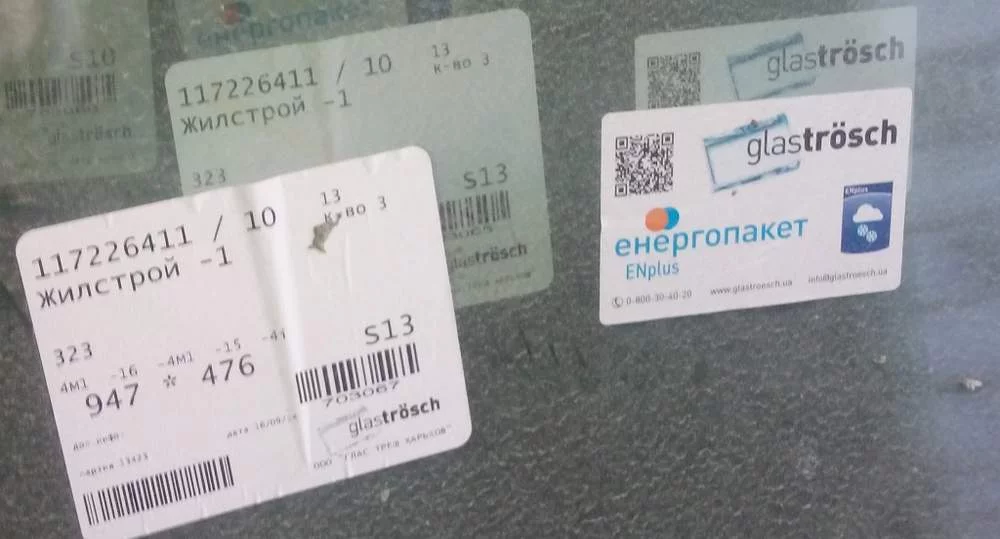 S10
glaströsch
117226411 / 10
13
к-во 3
жилстрой -1
323
S13
glaströsch
117226411 / 10
13
к-во 3
жилстрой -1
323
4М1 -16 -4М1 -15
947 * 476
S13
703067
glaströsch
glaströsch
glaströsch
енергопакет
ENplus
ENplus
0-800-30-40-20
www.glastroesch.ua
info@glastroesch.ua